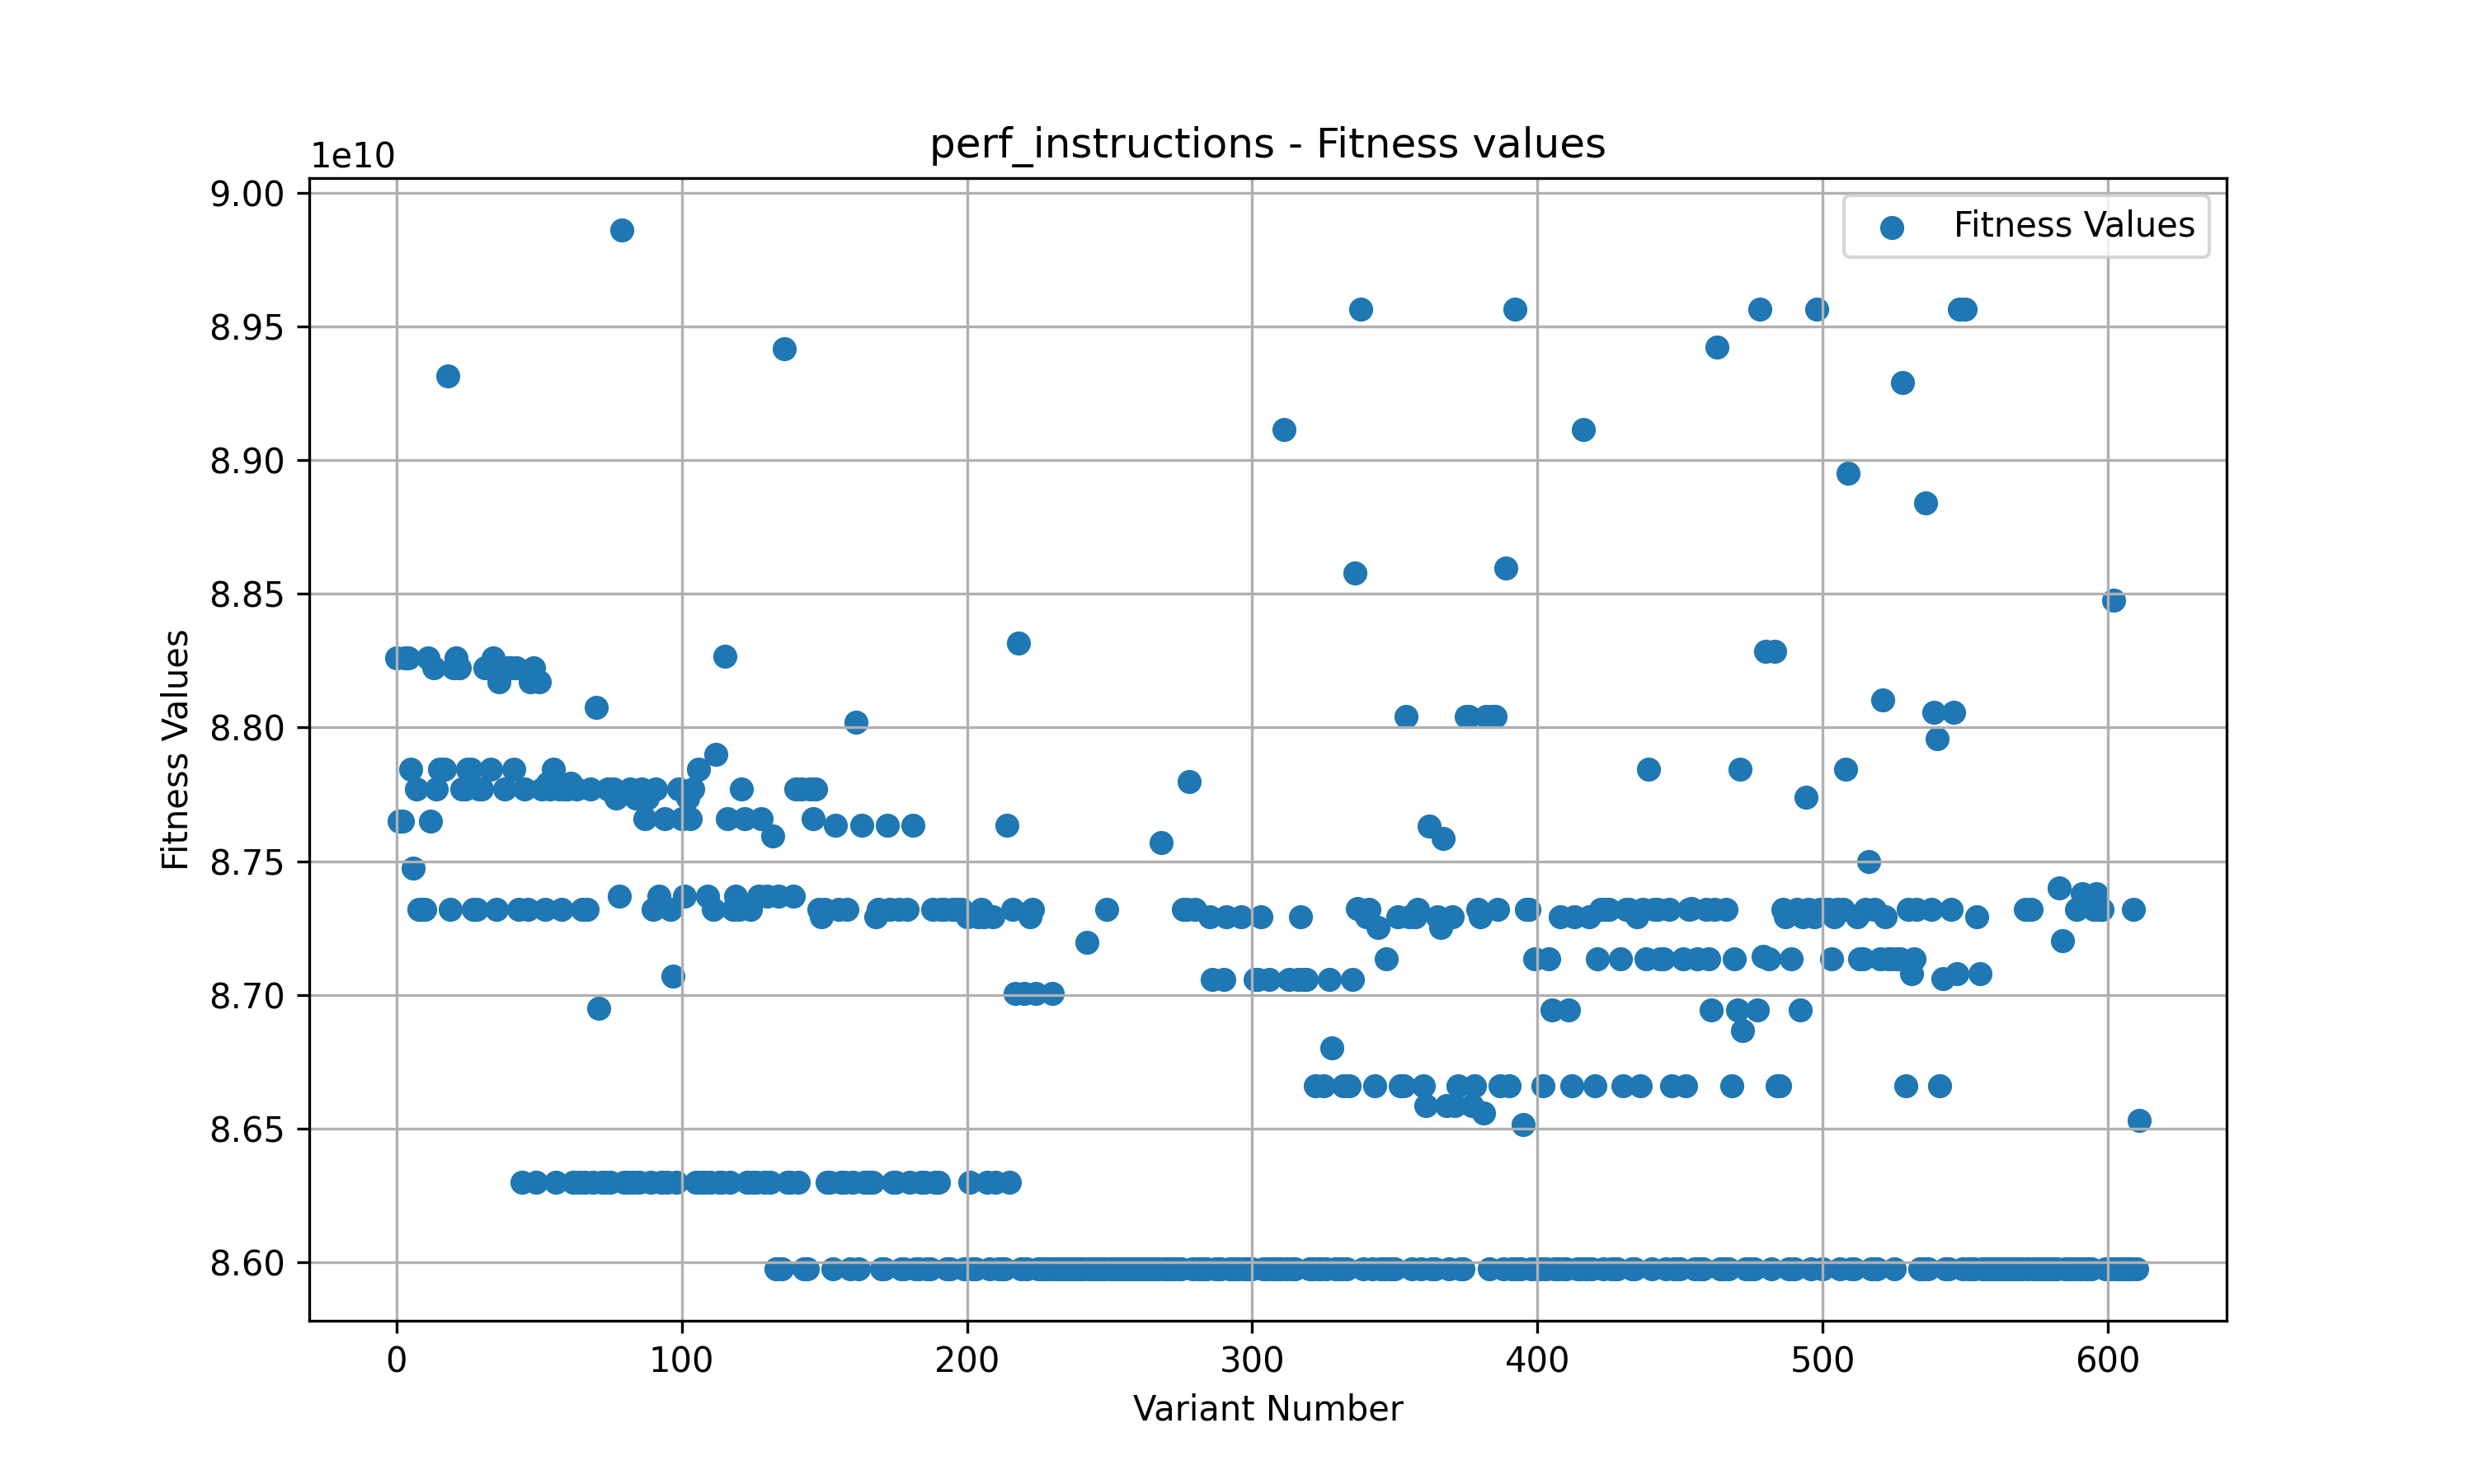 perf_instructions - Fitness values
1e10
9.00
8.95
8.90
8.85
8.80
8.75
8.70
8.65
8.60
Fitness Values
Fitness Values
0 100 200 300 400 500 600
Variant Number